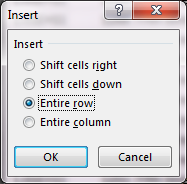 Insert
Insert
Shift cells right
Shift cells down
Entire row
Entire column
OK
Cancel